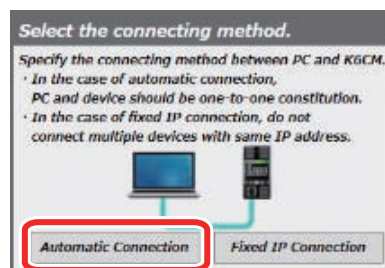 Select the connecting method.
Specify the connecting method between PC and K6CM.
· In the case of automatic connection,
PC and device should be one-to-one constitution.
· In the case of fixed IP connection, do not
connect multiple devices with same IP address.
Automatic Connection
Fixed IP Connection